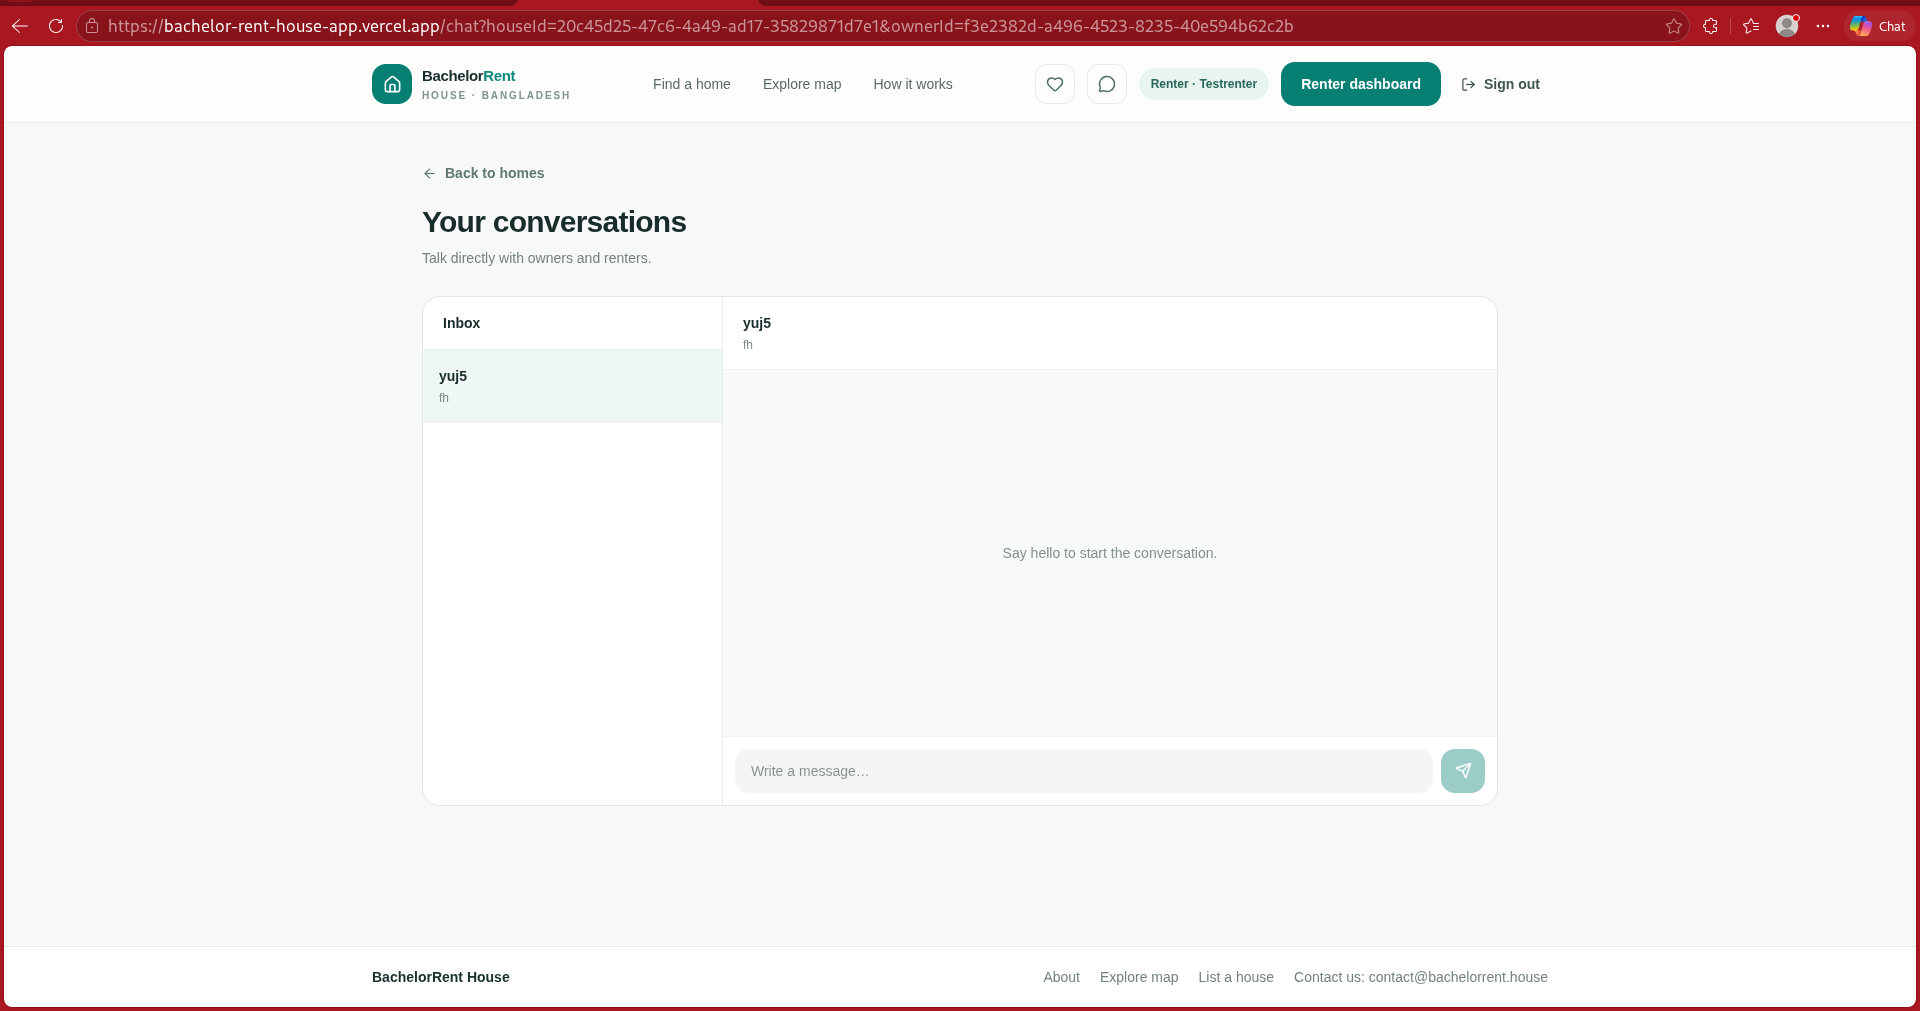 https://bachelor-rent-house-app.vercel.app/chat?houseId=20c45d25-47c6-4a49-ad17-35829871d7e1&ownerId=f3e2382d-a496-4523-8235-40e594b62c2b
Chat
BachelorRent
HOUSE · BANGLADESH
Find a home
Explore map
How it works
Renter · Testrenter
Renter dashboard
Sign out
Back to homes
Your conversations
Talk directly with owners and renters.
Inbox
yuj5
fh
yuj5
fh
Say hello to start the conversation.
Write a message…
BachelorRent House
About
Explore map
List a house
Contact us: contact@bachelorrent.house